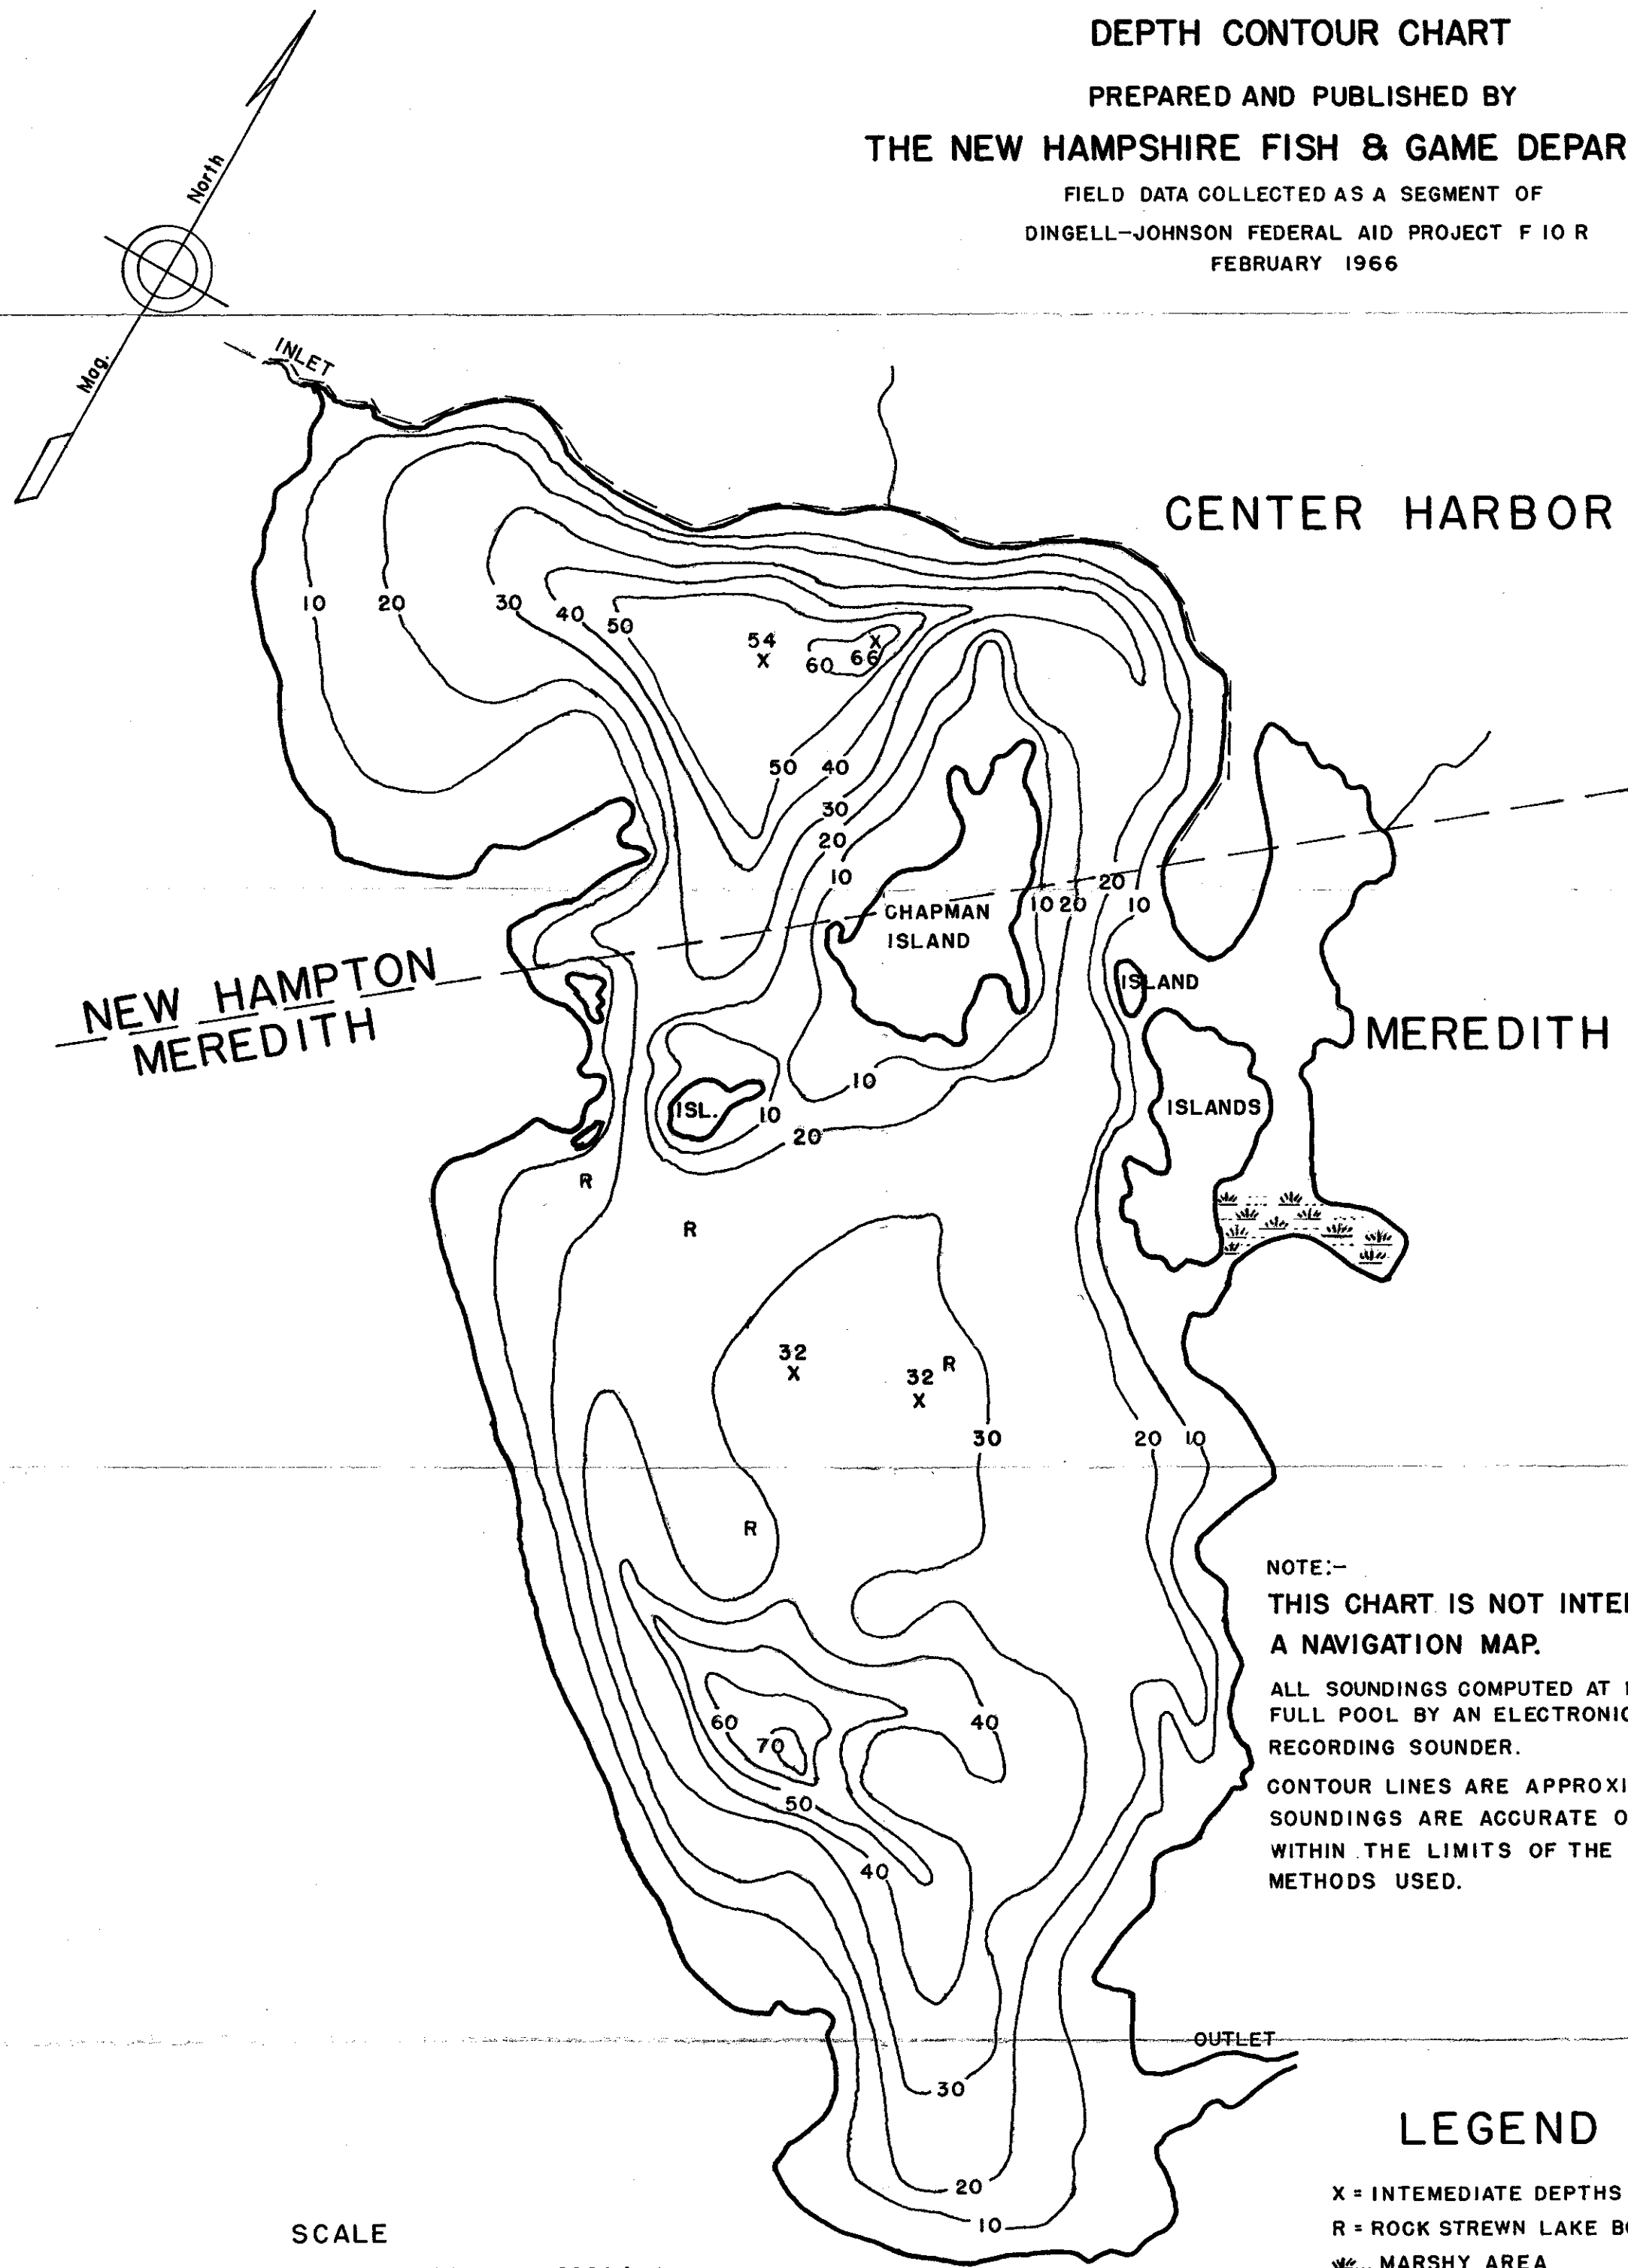 DEPTH CONTOUR CHART
PREPARED AND PUBLISHED BY
THE NEW HAMPSHIRE FISH & GAME DEPAR
FIELD DATA COLLECTED AS A SEGMENT OF
DINGELL-JOHNSON FEDERAL AID PROJECT F 10 R
FEBRUARY 1966
North
Mag.
INLET
CENTER HARBOR
10 20 30 40 50
54
X
60 66
X
50 40
30
20
10
CHAPMAN
ISLAND
10 20
20
10
NEW HAMPTON
MEREDITH
ISLAND
MEREDITH
10
ISL.
10
20
ISLANDS
R
R
32
X
32 R
X
30
20 10
R
NOTE:-
THIS CHART IS NOT
A NAVIGATION MAP.
ALL SOUNDINGS COMPUTED AT
FULL POOL BY AN ELECTRONIC
RECORDING SOUNDER.
CONTOUR LINES ARE APPROXI
SOUNDINGS ARE ACCURATE O
WITHIN THE LIMITS OF THE
METHODS USED.
60
70
40
50
40
OUTLET
30
20
10
LEGEND
X = INTEMEDIATE DEPTHS
R = ROCK STREWN LAKE B
MARSHY AREA
SCALE